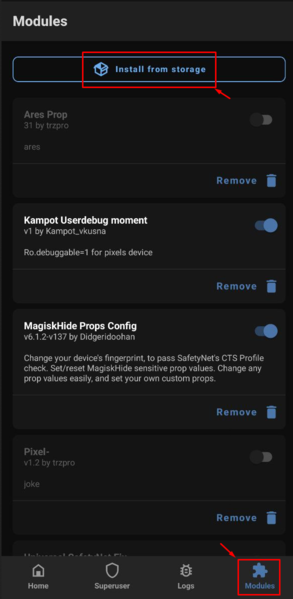 Modules
Install from storage
Ares Prop
31 by trzpro
ares
Remove
Kampot Userdebug moment
v1 by Kampot_vkusna
Ro.debuggable=1 for pixels device
Remove
MagiskHide Props Config
v6.1.2-v137 by Didgeridoohan
Change your device's fingerprint, to pass SafetyNet's CTS Profile
check. Set/reset MagiskHide sensitive prop values. Change any
prop values easily, and set your own custom props.
Remove
Pixel-
v1.2 by trzpro
joke
Remove
Universal SafetyNet Fix
Home
Superuser
Logs
Modules